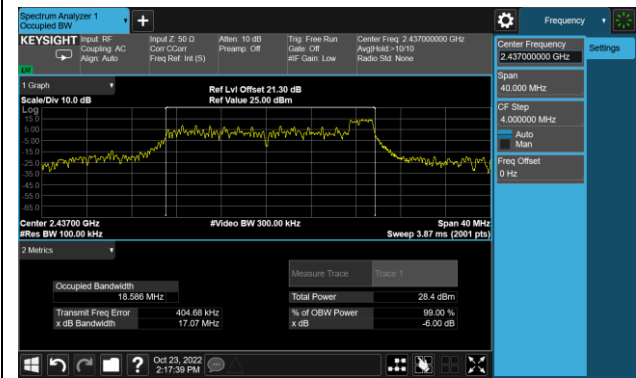 Spectrum Analyzer 1
Occupied BW
+
Frequency
KEYSIGHT
Input: RF
Coupling: AC
Align: Auto
Input Z: 50 Ω
Corr CCorr
Freq Ref: Int (S)
Atten: 10 dB
Preamp: Off
Trig: Free Run
Gate: Off
#IF Gain: Low
Center Freq: 2.437000000 GHz
Avg|Hold:>10/10
Radio Std: None
Center Frequency
2.437000000 GHz
Settings
Span
40.000 MHz
CF Step
4.000000 MHz
Auto
Man
Freq Offset
0 Hz
1 Graph
Scale/Div 10.0 dB
Ref Lvl Offset 21.30 dB
Ref Value 25.00 dBm
Log
15.0
5.00
-5.00
-15.0
-25.0
-35.0
-45.0
-55.0
-65.0
Center 2.43700 GHz
#Video BW 300.00 kHz
Span 40 MHz
#Res BW 100.00 kHz
Sweep 3.87 ms (2001 pts)
2 Metrics
Measure Trace
Trace 1
Occupied Bandwidth
18.586 MHz
Total Power
28.4 dBm
Transmit Freq Error
404.68 kHz
% of OBW Power
99.00 %
x dB Bandwidth
17.07 MHz
x dB
-6.00 dB
?
Oct 23, 2022
2:17:39 PM